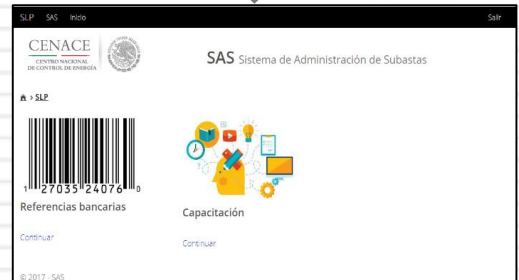 SLP SAS Inicio Salir
CENACE
CENTRO NACIONAL
DE CONTROL DE ENERGÍA
SAS Sistema de Administración de Subastas
> SLP
1 27035 24076 0
Referencias bancarias
Capacitación
Continuar
Continuar
© 2017 - SAS